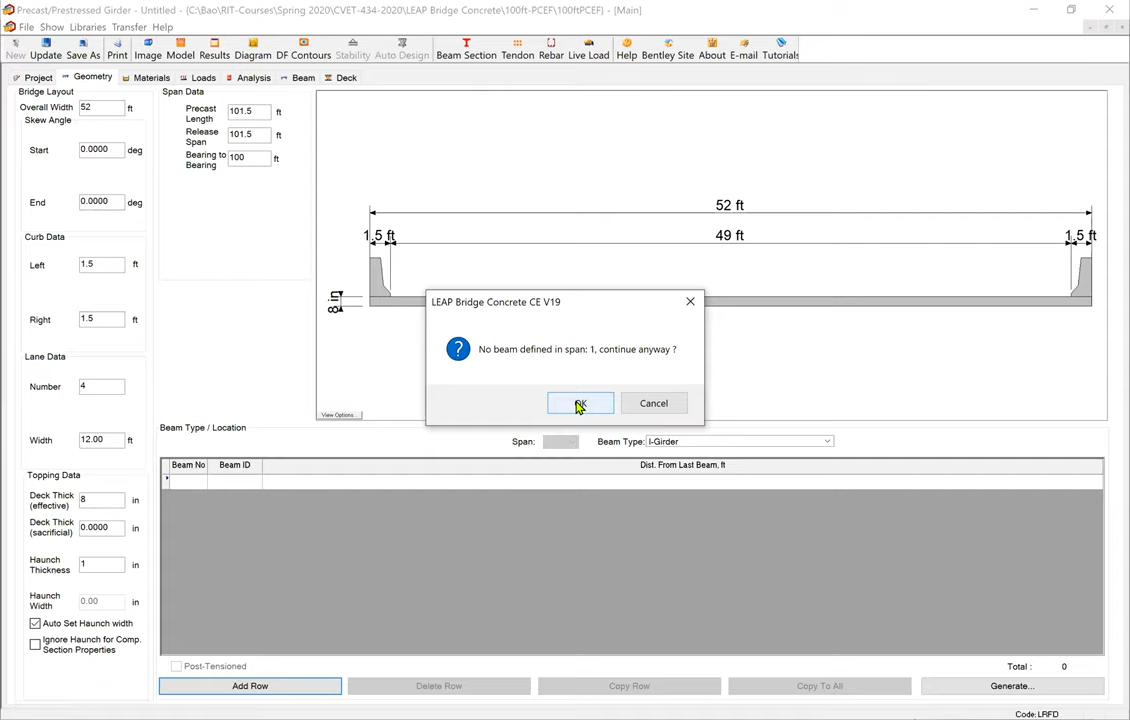 Precast/Prestressed Girder - Untitled - (C:\Bao\RIT-Courses\Spring 2020\CVET-434-2020\LEAP Bridge Concrete\100ft-PCEF\100ftPCEF) - [Main]
File Show Libraries Transfer Help
New Update Save As Print Image Model Results Diagram DF Contours Stability Auto Design Beam Section Tendon Rebar Live Load Help Bentley Site About E-mail Tutorials
Project Geometry Materials Loads Analysis Beam Deck
Bridge Layout
Overall Width 52 ft
Skew Angle
Start 0.0000 deg
End 0.0000 deg
Curb Data
Left 1.5 ft
Right 1.5 ft
Lane Data
Number 4
Width 12.00 ft
Topping Data
Deck Thick (effective) 8 in
Deck Thick (sacrificial) 0.0000 in
Haunch Thickness 1 in
Haunch Width 0.00 in
Auto Set Haunch width
Ignore Haunch for Comp. Section Properties
Span Data
Precast Length 101.5 ft
Release Span 101.5 ft
Bearing to Bearing 100 ft
52 ft
1.5 ft 49 ft 1.5 ft
8 in
View Options...
LEAP Bridge Concrete CE V19
No beam defined in span: 1, continue anyway ?
OK Cancel
Beam Type / Location
Span: Beam Type: I-Girder
Beam No Beam ID Dist. From Last Beam, ft
Post-Tensioned Total : 0
Add Row Delete Row Copy Row Copy To All Generate...
Code: LRFD